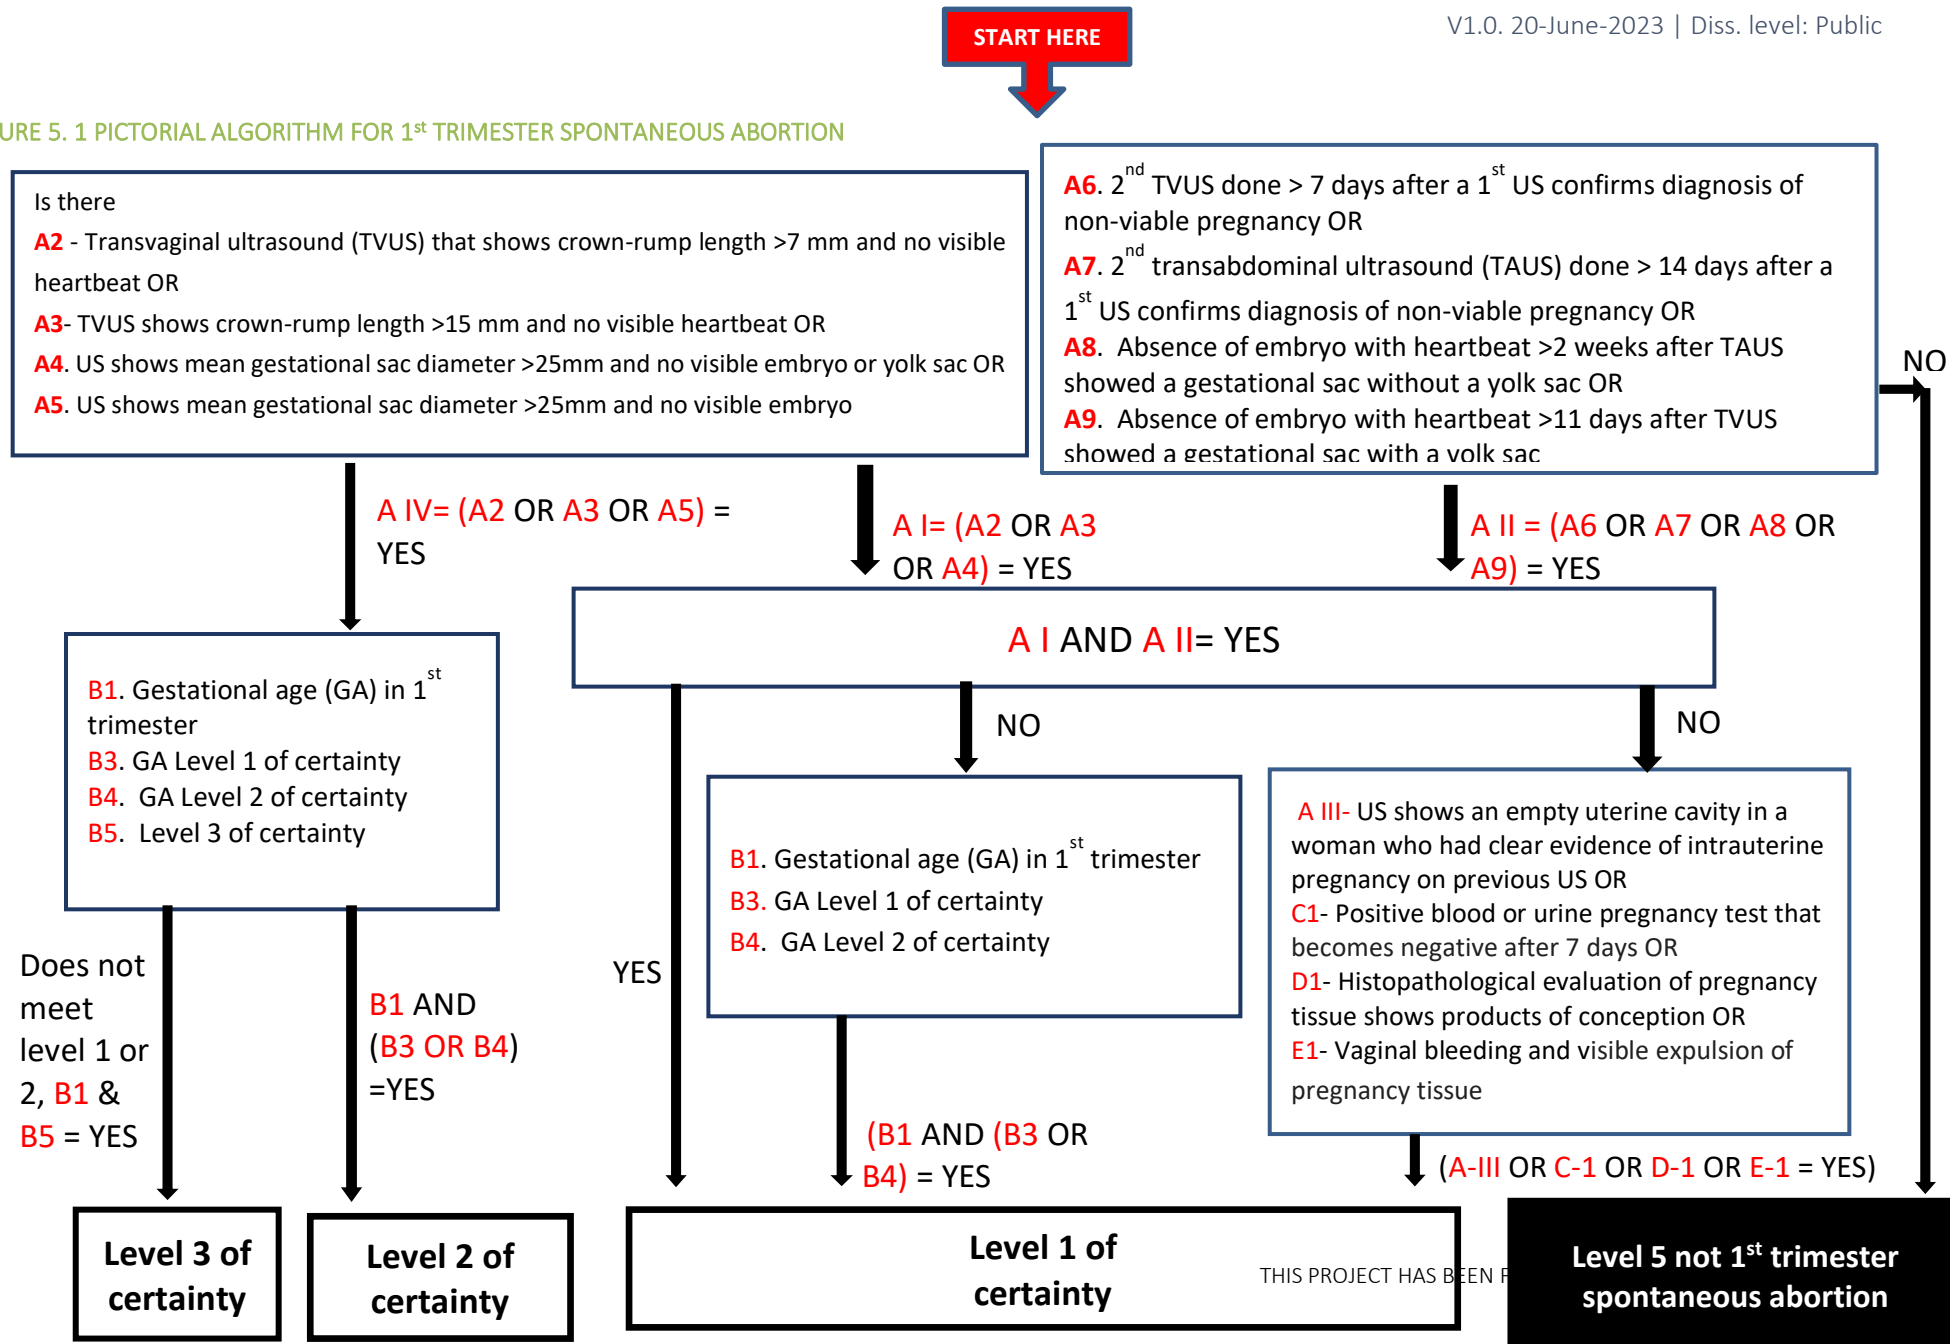 V1.0. 20-June-2023 | Diss. level: Public
START HERE
URE 5. 1 PICTORIAL ALGORITHM FOR 1st TRIMESTER SPONTANEOUS ABORTION
Is there
A2 - Transvaginal ultrasound (TVUS) that shows crown-rump length >7 mm and no visible
heartbeat OR
A3- TVUS shows crown-rump length >15 mm and no visible heartbeat OR
A4. US shows mean gestational sac diameter >25mm and no visible embryo or yolk sac OR
A5. US shows mean gestational sac diameter >25mm and no visible embryo
A6. 2nd TVUS done > 7 days after a 1st US confirms diagnosis of
non-viable pregnancy OR
A7. 2nd transabdominal ultrasound (TAUS) done > 14 days after a
1st US confirms diagnosis of non-viable pregnancy OR
A8. Absence of embryo with heartbeat >2 weeks after TAUS
showed a gestational sac without a yolk sac OR
A9. Absence of embryo with heartbeat >11 days after TVUS
showed a gestational sac with a yolk sac
NO
A IV= (A2 OR A3 OR A5) =
YES
A I= (A2 OR A3
OR A4) = YES
A II = (A6 OR A7 OR A8 OR
A9) = YES
A I AND A II= YES
B1. Gestational age (GA) in 1st
trimester
B3. GA Level 1 of certainty
B4. GA Level 2 of certainty
B5. Level 3 of certainty
NO
NO
B1. Gestational age (GA) in 1st trimester
B3. GA Level 1 of certainty
B4. GA Level 2 of certainty
A III- US shows an empty uterine cavity in a
woman who had clear evidence of intrauterine
pregnancy on previous US OR
C1- Positive blood or urine pregnancy test that
becomes negative after 7 days OR
D1- Histopathological evaluation of pregnancy
tissue shows products of conception OR
E1- Vaginal bleeding and visible expulsion of
pregnancy tissue
Does not
meet
level 1 or
2, B1 &
B5 = YES
B1 AND
(B3 OR B4)
=YES
YES
(B1 AND (B3 OR
B4) = YES
(A-III OR C-1 OR D-1 OR E-1 = YES)
Level 3 of
certainty
Level 2 of
certainty
Level 1 of
certainty
THIS PROJECT HAS BEEN
Level 5 not 1st trimester
spontaneous abortion